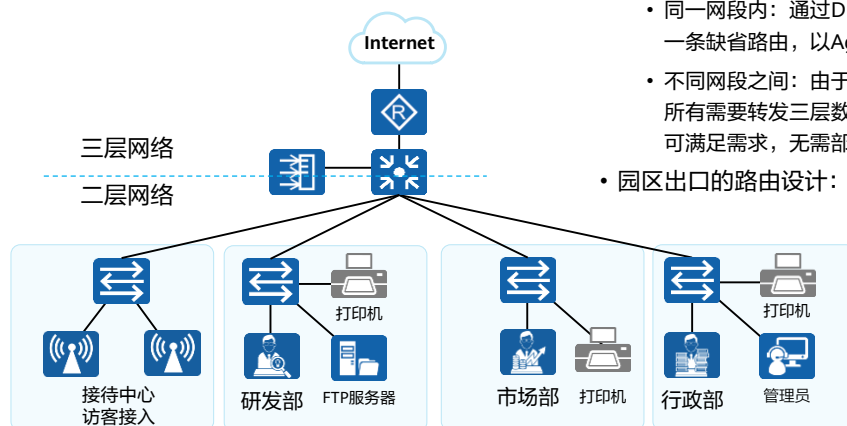 • 同一网段内：通过D
一条缺省路由，以Ag
• 不同网段之间：由于
所有需要转发三层数
可满足需求，无需部
• 园区出口的路由设计：
Internet
R
三层网络
二层网络
打印机
打印机
接待中心
访客接入
研发部
FTP服务器
市场部
打印机
行政部
管理员